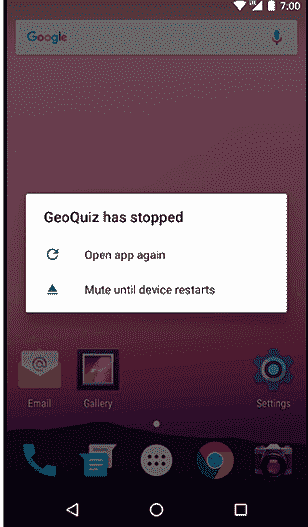 7:00
Google
GeoQuiz has stopped
Open app again
Mute until device restarts
Email
Gallery
Settings